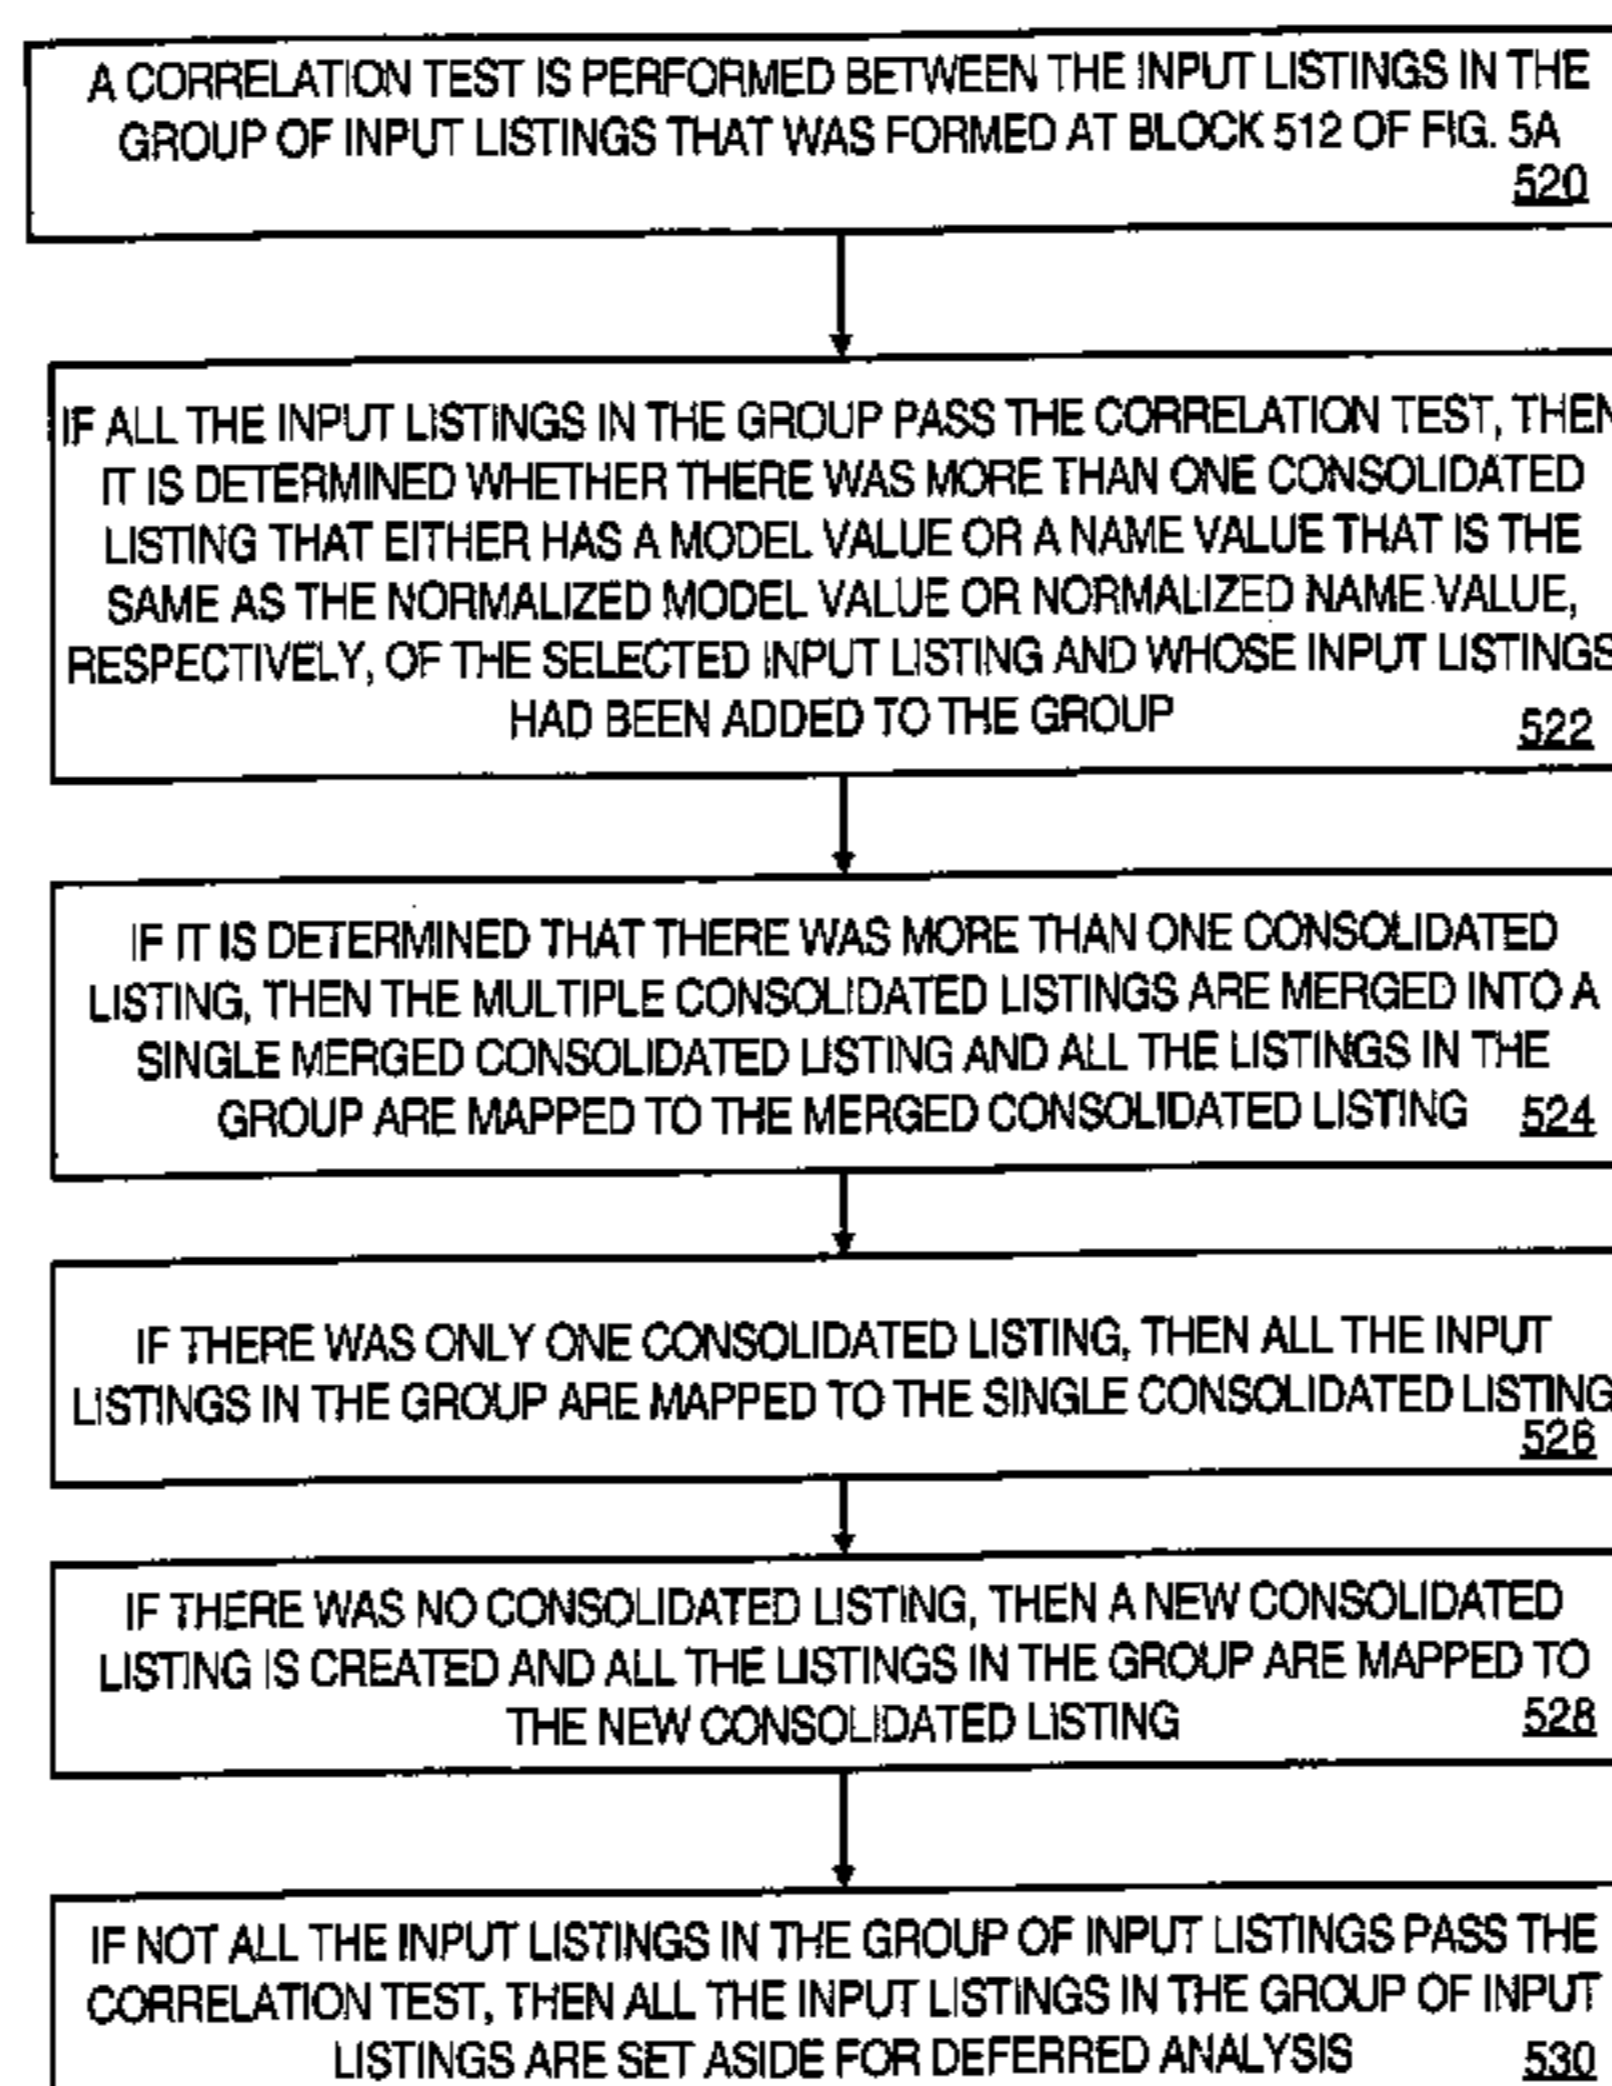 A CORRELATION TEST IS PERFORMED BETWEEN THE INPUT LISTINGS IN THE
GROUP OF INPUT LISTINGS THAT WAS FORMED AT BLOCK 512 OF FIG. 5A
520
IF ALL THE INPUT LISTINGS IN THE GROUP PASS THE CORRELATION TEST, THEN
IT IS DETERMINED WHETHER THERE WAS MORE THAN ONE CONSOLIDATED
LISTING THAT EITHER HAS A MODEL VALUE OR A NAME VALUE THAT IS THE
SAME AS THE NORMALIZED MODEL VALUE OR NORMALIZED NAME VALUE,
RESPECTIVELY, OF THE SELECTED INPUT LISTING AND WHOSE INPUT LISTINGS
HAD BEEN ADDED TO THE GROUP 522
IF IT IS DETERMINED THAT THERE WAS MORE THAN ONE CONSOLIDATED
LISTING, THEN THE MULTIPLE CONSOLIDATED LISTINGS ARE MERGED INTO A
SINGLE MERGED CONSOLIDATED LISTING AND ALL THE LISTINGS IN THE
GROUP ARE MAPPED TO THE MERGED CONSOLIDATED LISTING 524
IF THERE WAS ONLY ONE CONSOLIDATED LISTING, THEN ALL THE INPUT
LISTINGS IN THE GROUP ARE MAPPED TO THE SINGLE CONSOLIDATED LISTING
526
IF THERE WAS NO CONSOLIDATED LISTING, THEN A NEW CONSOLIDATED
LISTING IS CREATED AND ALL THE LISTINGS IN THE GROUP ARE MAPPED TO
THE NEW CONSOLIDATED LISTING 528
IF NOT ALL THE INPUT LISTINGS IN THE GROUP OF INPUT LISTINGS PASS THE
CORRELATION TEST, THEN ALL THE INPUT LISTINGS IN THE GROUP OF INPUT
LISTINGS ARE SET ASIDE FOR DEFERRED ANALYSIS 530